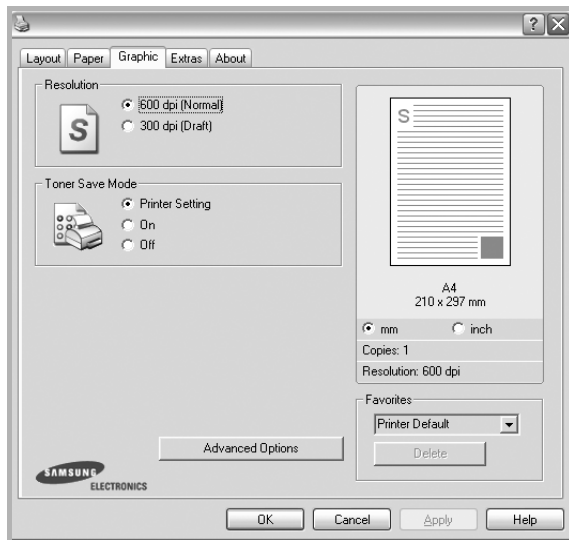 Layout Paper Graphic Extras About
Resolution
600 dpi (Normal)
300 dpi (Draft)
S
Toner Save Mode
Printer Setting
On
Off
S
A4
210 x 297 mm
mm inch
Copies: 1
Resolution: 600 dpi
Favorites
Printer Default
Delete
Advanced Options
SAMSUNG
ELECTRONICS
OK Cancel Apply Help